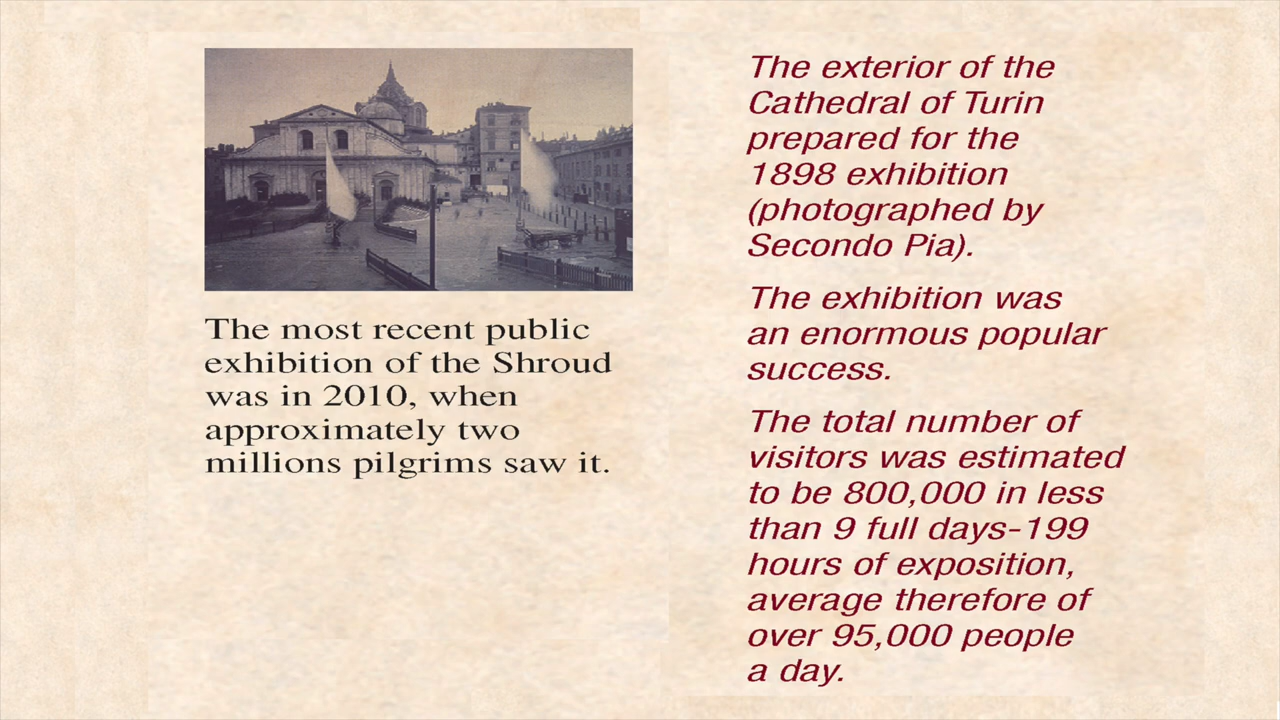 The most recent public
exhibition of the Shroud
was in 2010, when
approximately two
millions pilgrims saw it.
The exterior of the
Cathedral of Turin
prepared for the
1898 exhibition
(photographed by
Secondo Pia).
The exhibition was
an enormous popular
success.
The total number of
visitors was estimated
to be 800,000 in less
than 9 full days-199
hours of exposition,
average therefore of
over 95,000 people
a day.